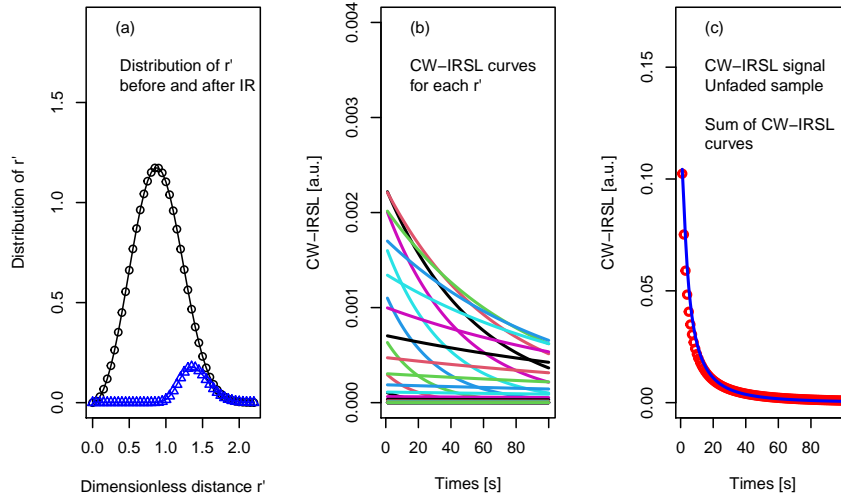 (a)
Distribution of r'
before and after IR
Distribution of r'
0.0
0.5
1.0
1.5
0.0 0.5 1.0 1.5 2.0
Dimensionless distance r'
(b)
CW−IRSL curves
for each r'
CW−IRSL [a.u.]
0.000
0.001
0.002
0.003
0.004
0 20 40 60 80
Times [s]
(c)
CW−IRSL signal
Unfaded sample
Sum of CW−IRSL
curves
CW−IRSL [a.u.]
0.00
0.05
0.10
0.15
0 20 40 60 80
Times [s]